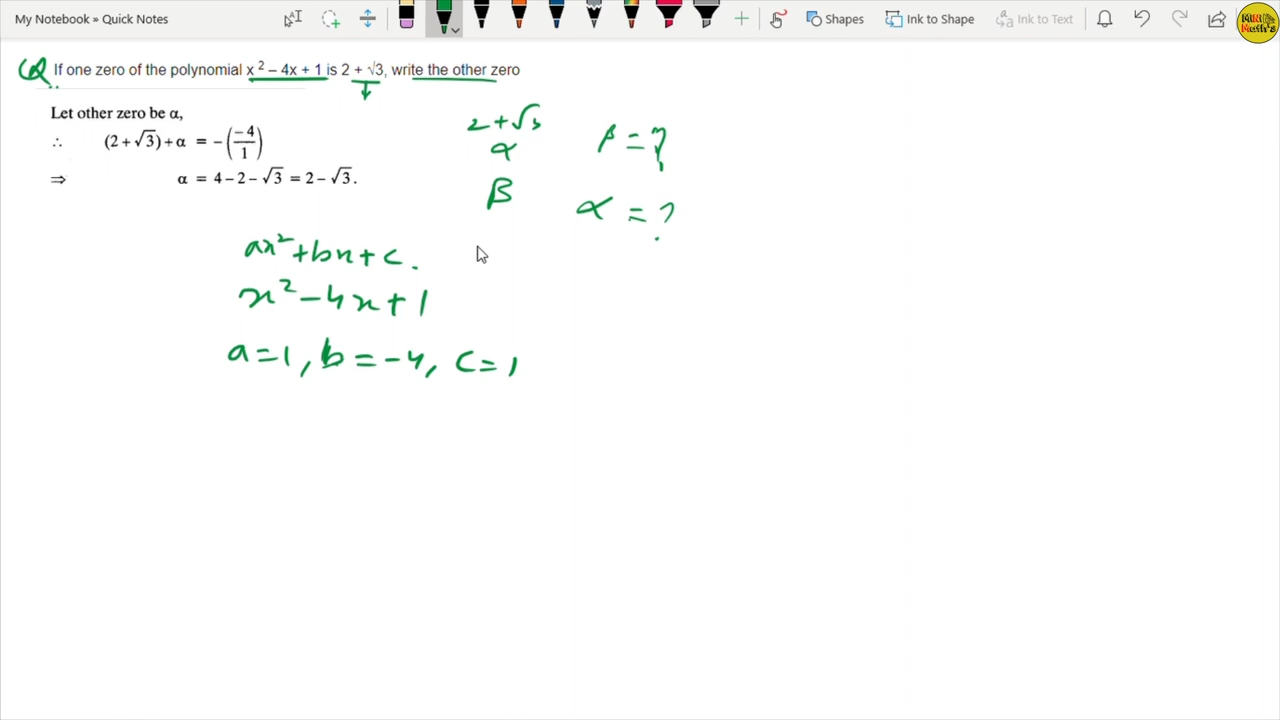 My Notebook » Quick Notes
Shapes
Ink to Shape
Ink to Text
Q If one zero of the polynomial x ² – 4x + 1 is 2 + √3, write the other zero
Let other zero be α,
∴ (2 + √3) + α = – (–4/1)
⇒ α = 4 – 2 – √3 = 2 – √3.
2+√3
α
β
β = ?
α = ?
ax² + bx + c.
x² – 4x + 1
a = 1, b = –4, c = 1